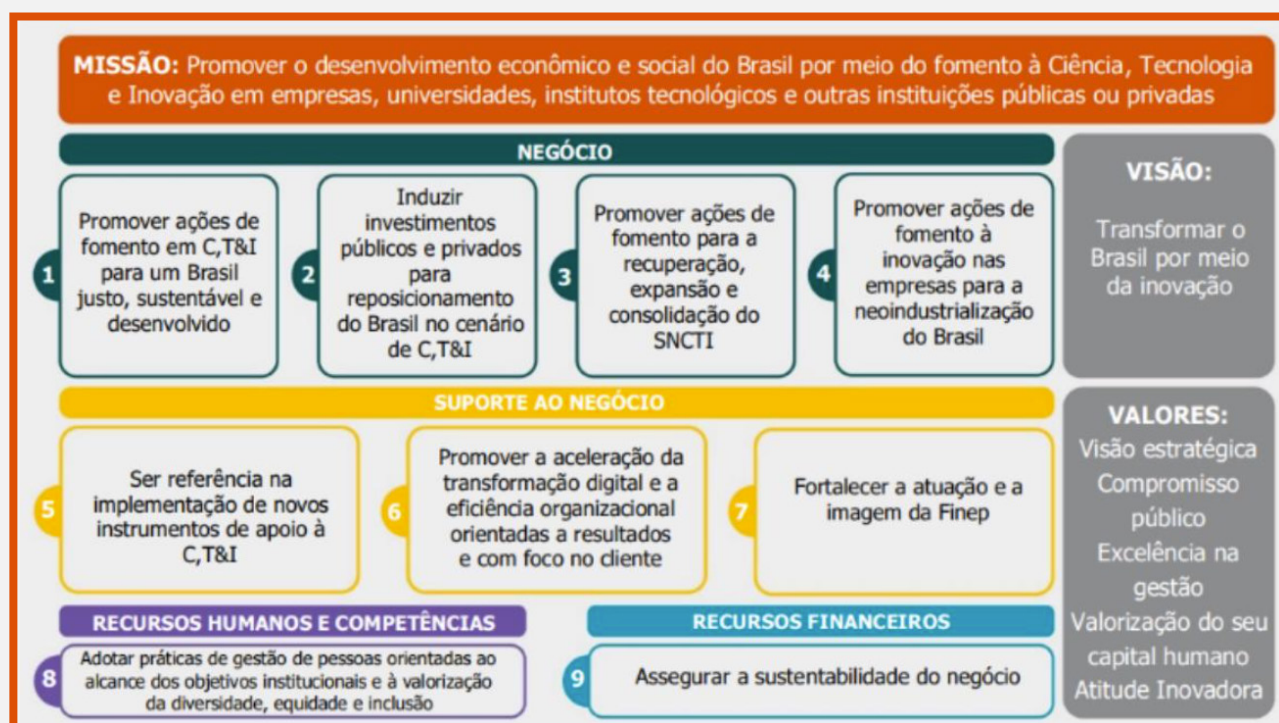 MISSÃO: Promover o desenvolvimento econômico e social do Brasil por meio do fomento à Ciência, Tecnologia
e Inovação em empresas, universidades, institutos tecnológicos e outras instituições públicas ou privadas
NEGÓCIO
1
Promover ações de
fomento em C,T&I
para um Brasil
justo, sustentável e
desenvolvido
2
Induzir
investimentos
públicos e privados
para
reposicionamento
do Brasil no cenário
de C,T&I
3
Promover ações de
fomento para a
recuperação,
expansão e
consolidação do
SNCTI
4
Promover ações de
fomento à
inovação nas
empresas para a
neoindustrialização
do Brasil
VISÃO:
Transformar o
Brasil por meio
da inovação
SUPORTE AO NEGÓCIO
5
Ser referência na
implementação de novos
instrumentos de apoio à
C,T&I
6
Promover a aceleração da
transformação digital e a
eficiência organizacional
orientadas a resultados
e com foco no cliente
7
Fortalecer a atuação e a
imagem da Finep
VALORES:
Visão estratégica
Compromisso
público
Excelência na
gestão
Valorização do seu
capital humano
Atitude Inovadora
RECURSOS HUMANOS E COMPETÊNCIAS
8
Adotar práticas de gestão de pessoas orientadas ao
alcance dos objetivos institucionais e à valorização
da diversidade, equidade e inclusão
RECURSOS FINANCEIROS
9
Assegurar a sustentabilidade do negócio